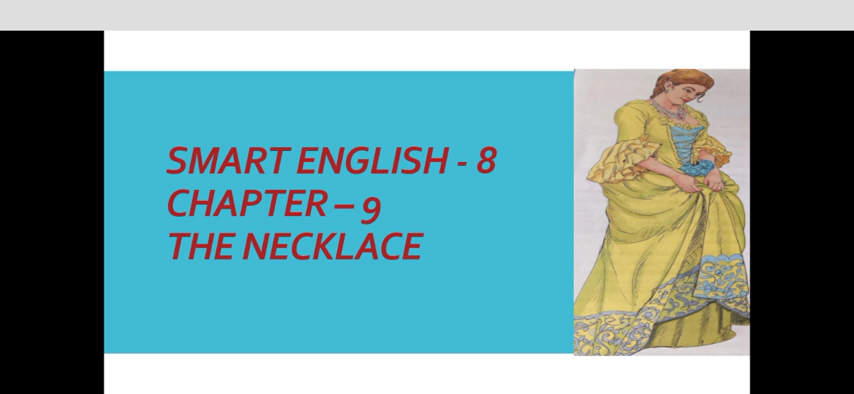 SMART ENGLISH - 8
CHAPTER – 9
THE NECKLACE